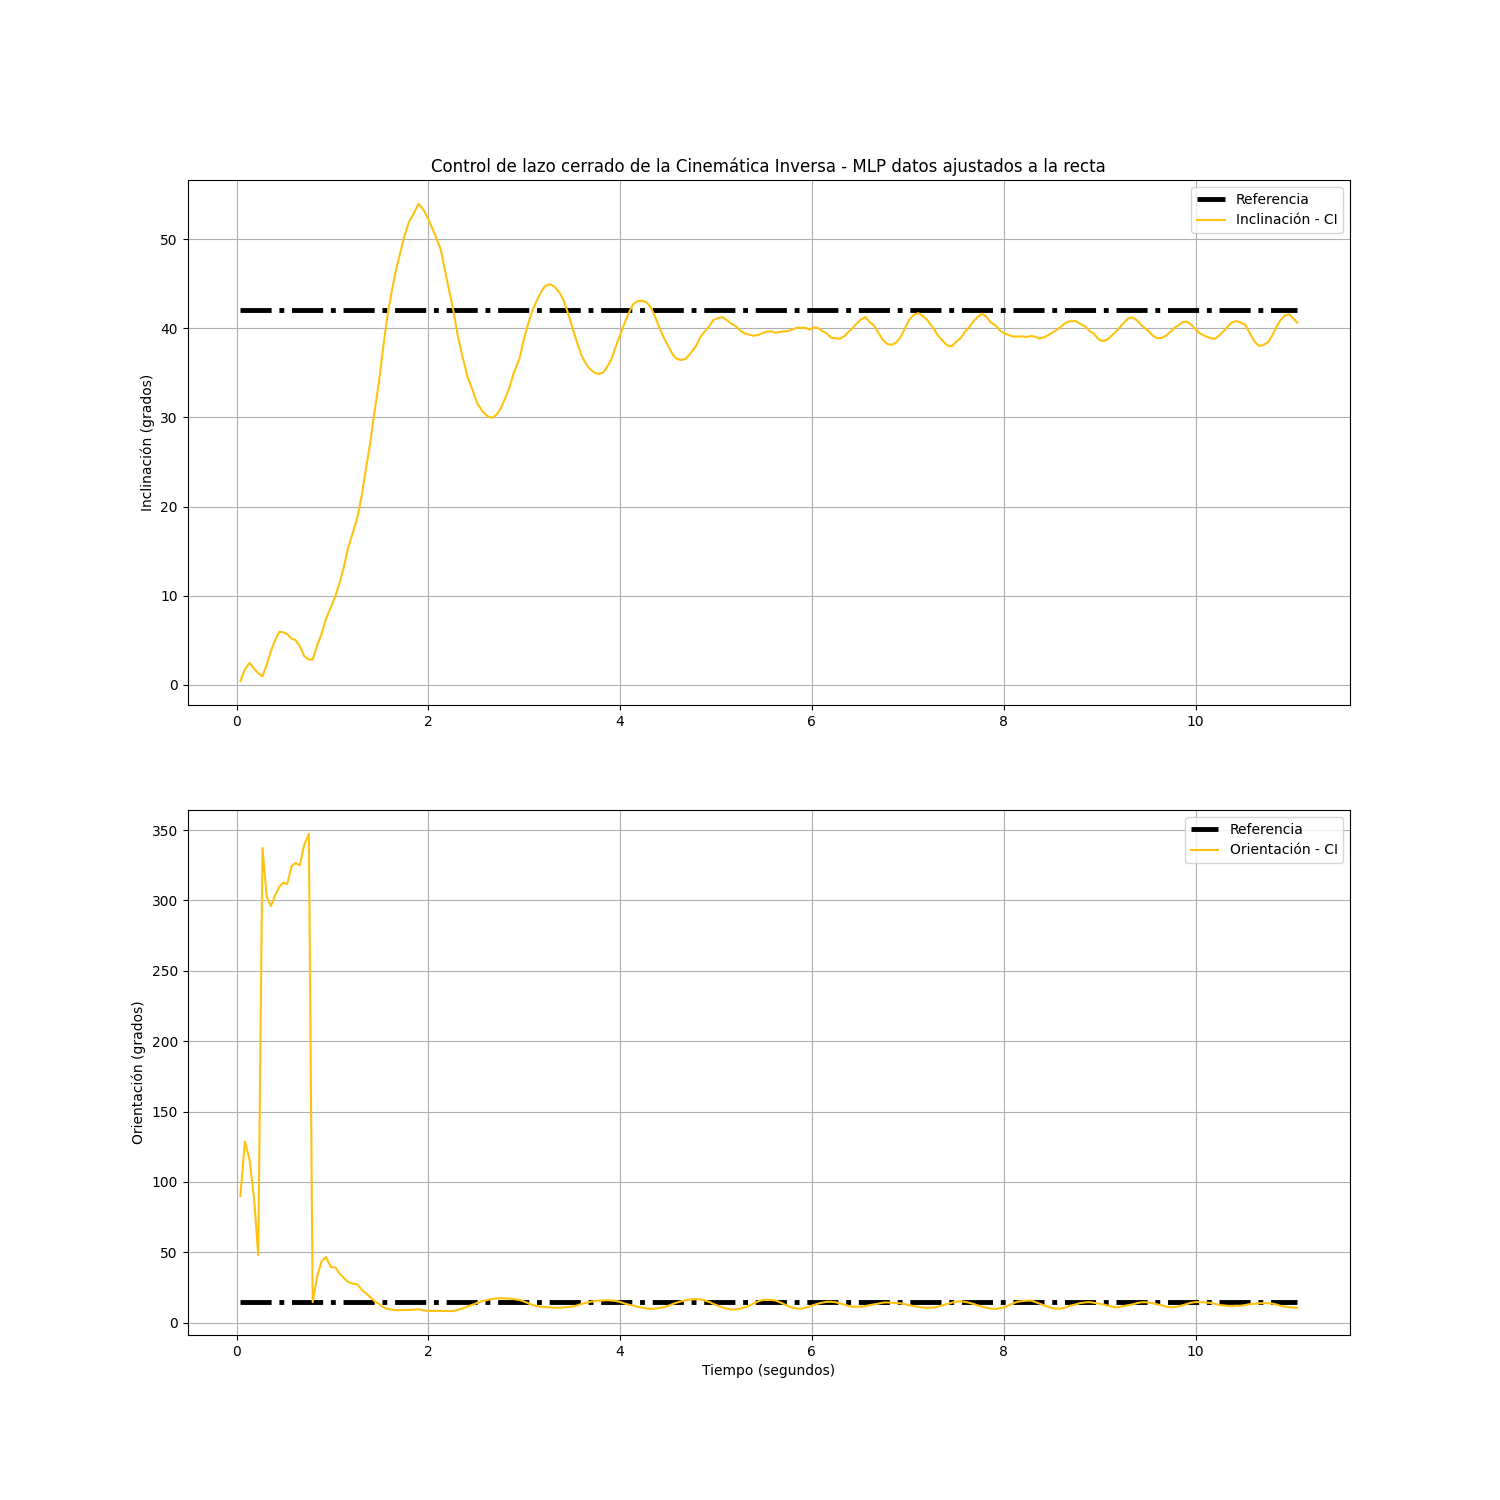 Control de lazo cerrado de la Cinemática Inversa - MLP datos ajustados a la recta
Referencia
Inclinación - CI
50
40
30
20
10
0
Inclinación (grados)
0 2 4 6 8 10
Referencia
Orientación - CI
350
300
250
200
150
100
50
0
Orientación (grados)
0 2 4 6 8 10
Tiempo (segundos)